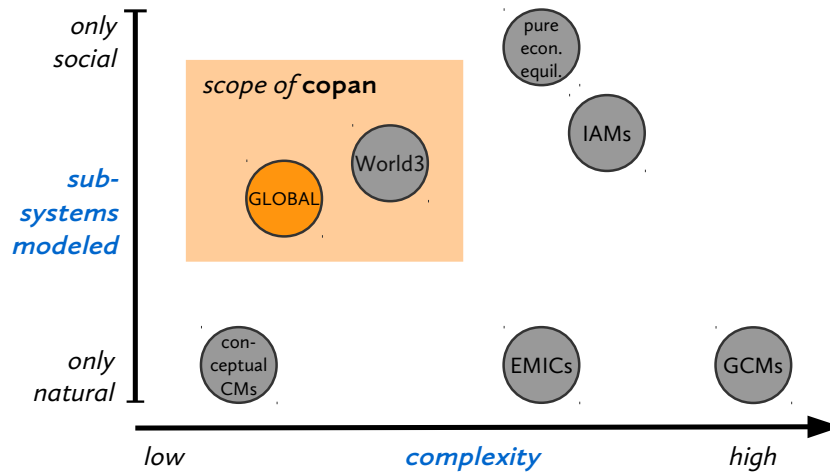 only
social
pure
econ.
equil.
scope of copan
IAMs
World3
sub-
systems
modeled
GLOBAL
only
natural
con-
ceptual
CMs
EMICs
GCMs
low
complexity
high